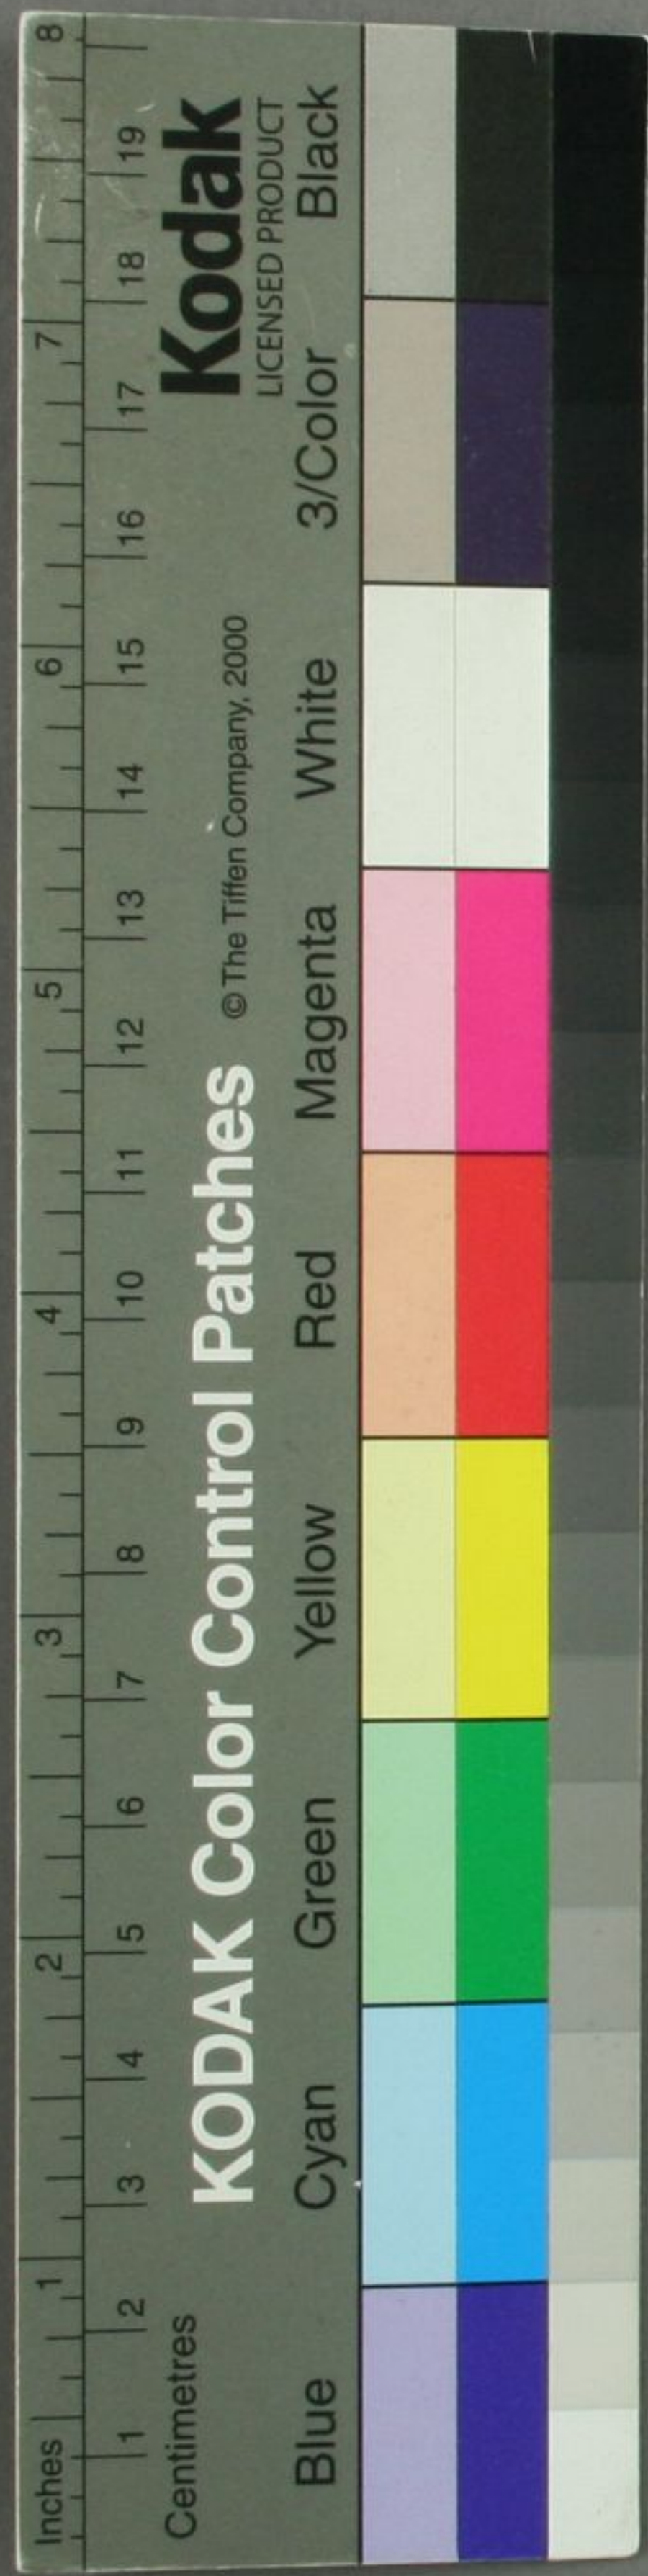 Inches 1 2 3 4 5 6 7 8
Centimetres 1 2 3 4 5 6 7 8 9 10 11 12 13 14 15 16 17 18 19
KODAK Color Control Patches © The Tiffen Company, 2000 Kodak
LICENSED PRODUCT
Blue Cyan Green Yellow Red Magenta White 3/Color Black